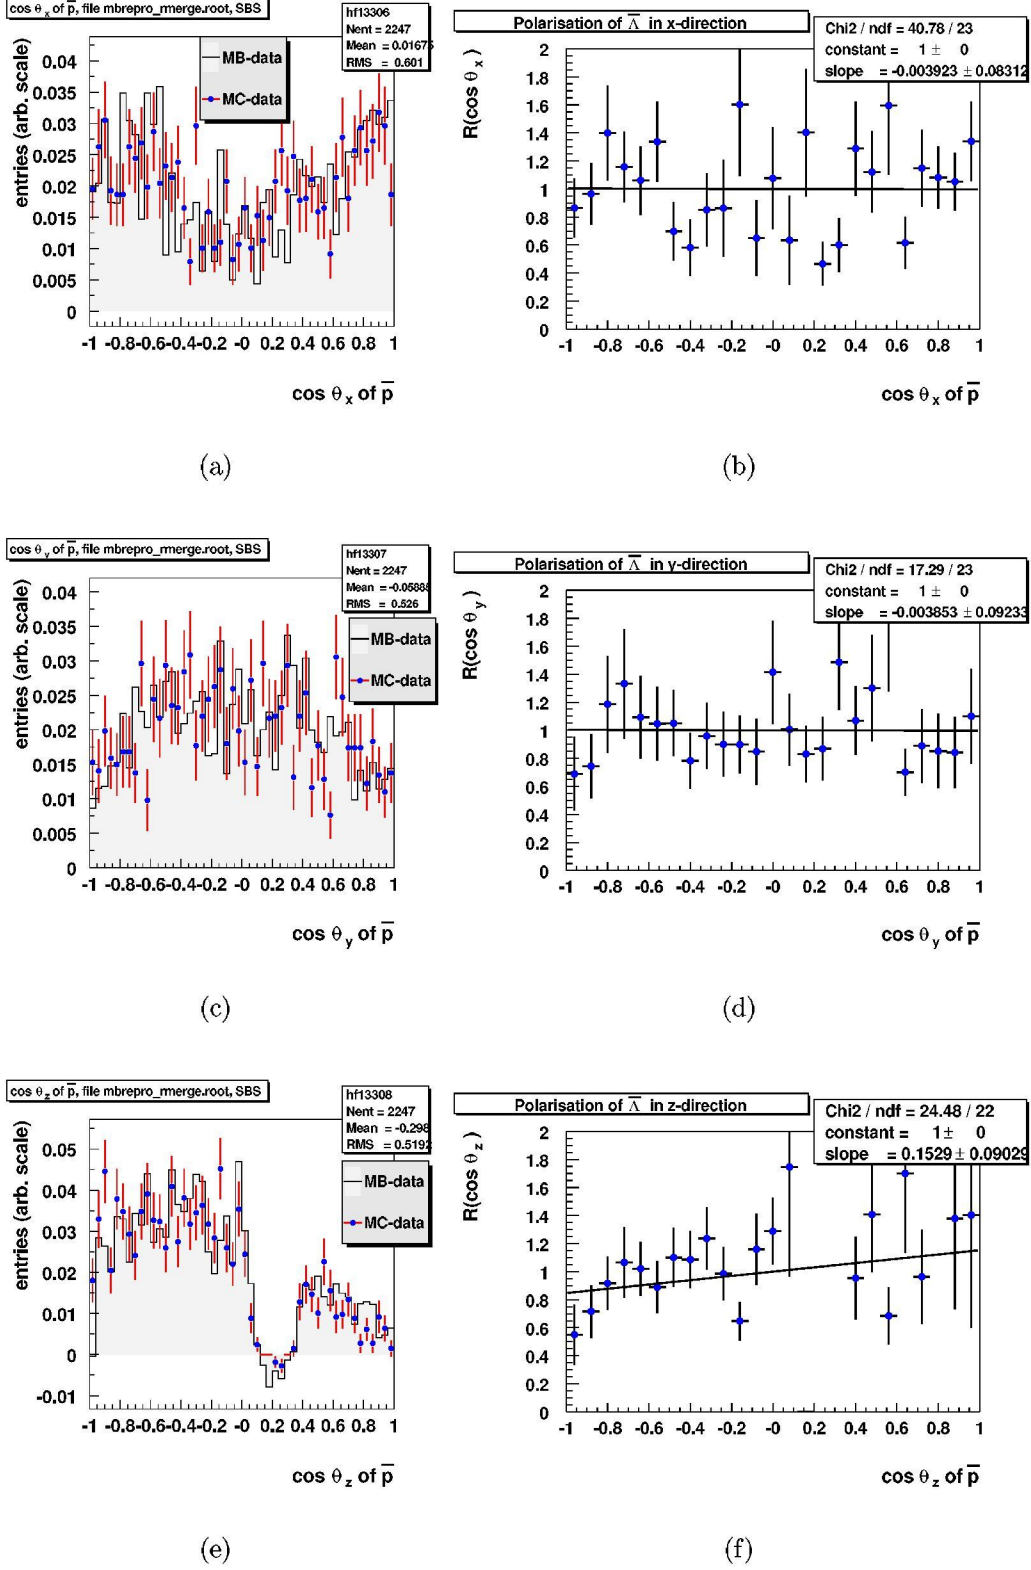 cos θ x of p̅, file mbrepro_merge.root, SBS
hf13306
Nent = 2247
Mean = 0.01675
RMS = 0.601
MB-data
MC-data
entries (arb. scale)
0.04
0.035
0.03
0.025
0.02
0.015
0.01
0.005
0
-1 -0.8-0.6-0.4-0.2 -0 0.2 0.4 0.6 0.8 1
cos θ x of p̅
(a)
Polarisation of Λ̅ in x-direction
Chi2 / ndf = 40.78 / 23
constant = 1 ± 0
slope = -0.003923 ± 0.08312
R(cos θ x)
2
1.8
1.6
1.4
1.2
1
0.8
0.6
0.4
0.2
0
-1 -0.8 -0.6 -0.4 -0.2 -0 0.2 0.4 0.6 0.8 1
cos θ x of p̅
(b)
cos θ y of p̅, file mbrepro_merge.root, SBS
hf13307
Nent = 2247
Mean = -0.05885
RMS = 0.526
MB-data
MC-data
entries (arb. scale)
0.04
0.035
0.03
0.025
0.02
0.015
0.01
0.005
0
-1 -0.8-0.6-0.4-0.2 -0 0.2 0.4 0.6 0.8 1
cos θ y of p̅
(c)
Polarisation of Λ̅ in y-direction
Chi2 / ndf = 17.29 / 23
constant = 1 ± 0
slope = -0.003853 ± 0.09233
R(cos θ y)
2
1.8
1.6
1.4
1.2
1
0.8
0.6
0.4
0.2
0
-1 -0.8 -0.6 -0.4 -0.2 -0 0.2 0.4 0.6 0.8 1
cos θ y of p̅
(d)
cos θ z of p̅, file mbrepro_merge.root, SBS
hf13308
Nent = 2247
Mean = -0.298
RMS = 0.5192
MB-data
MC-data
entries (arb. scale)
0.05
0.04
0.03
0.02
0.01
0
-0.01
-1 -0.8-0.6-0.4-0.2 -0 0.2 0.4 0.6 0.8 1
cos θ z of p̅
(e)
Polarisation of Λ̅ in z-direction
Chi2 / ndf = 24.48 / 22
constant = 1 ± 0
slope = 0.1529 ± 0.09029
R(cos θ z)
2
1.8
1.6
1.4
1.2
1
0.8
0.6
0.4
0.2
0
-1 -0.8 -0.6 -0.4 -0.2 -0 0.2 0.4 0.6 0.8 1
cos θ z of p̅
(f)